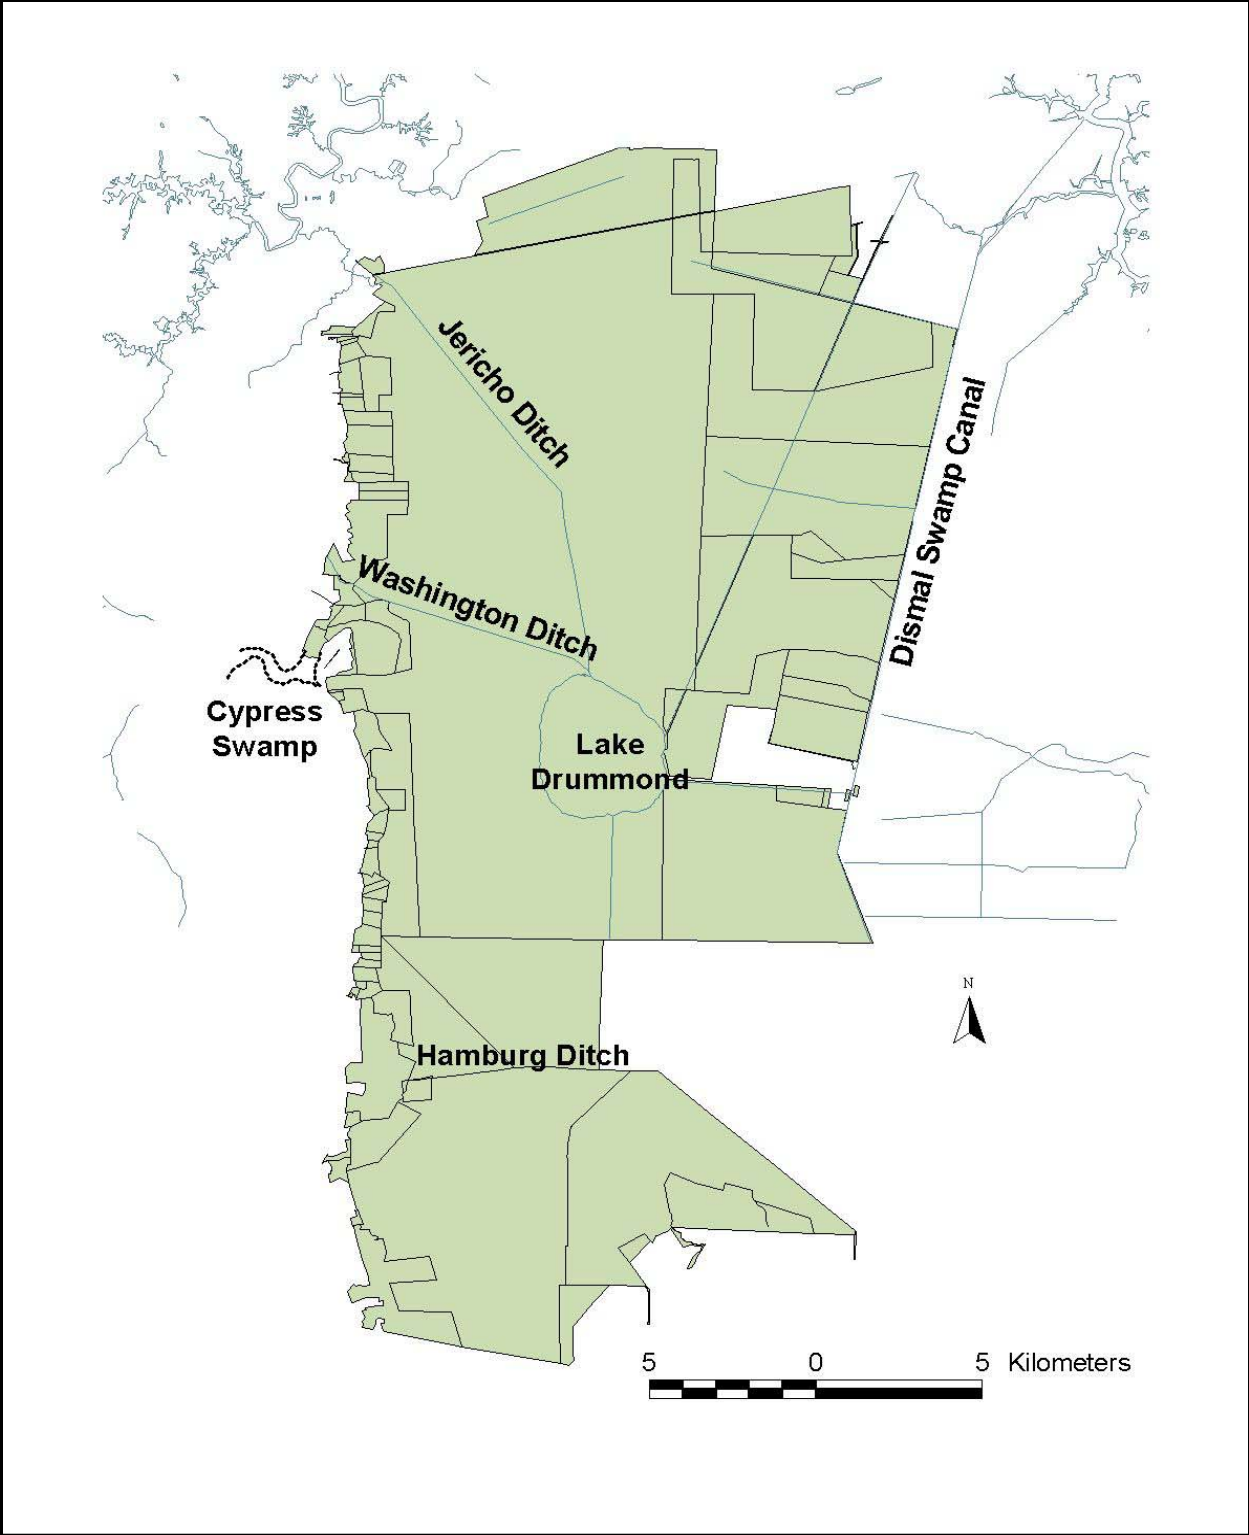 Jericho Ditch
Dismal Swamp Canal
Washington Ditch
Cypress
Swamp
Lake
Drummond
N
Hamburg Ditch
5 0 5 Kilometers